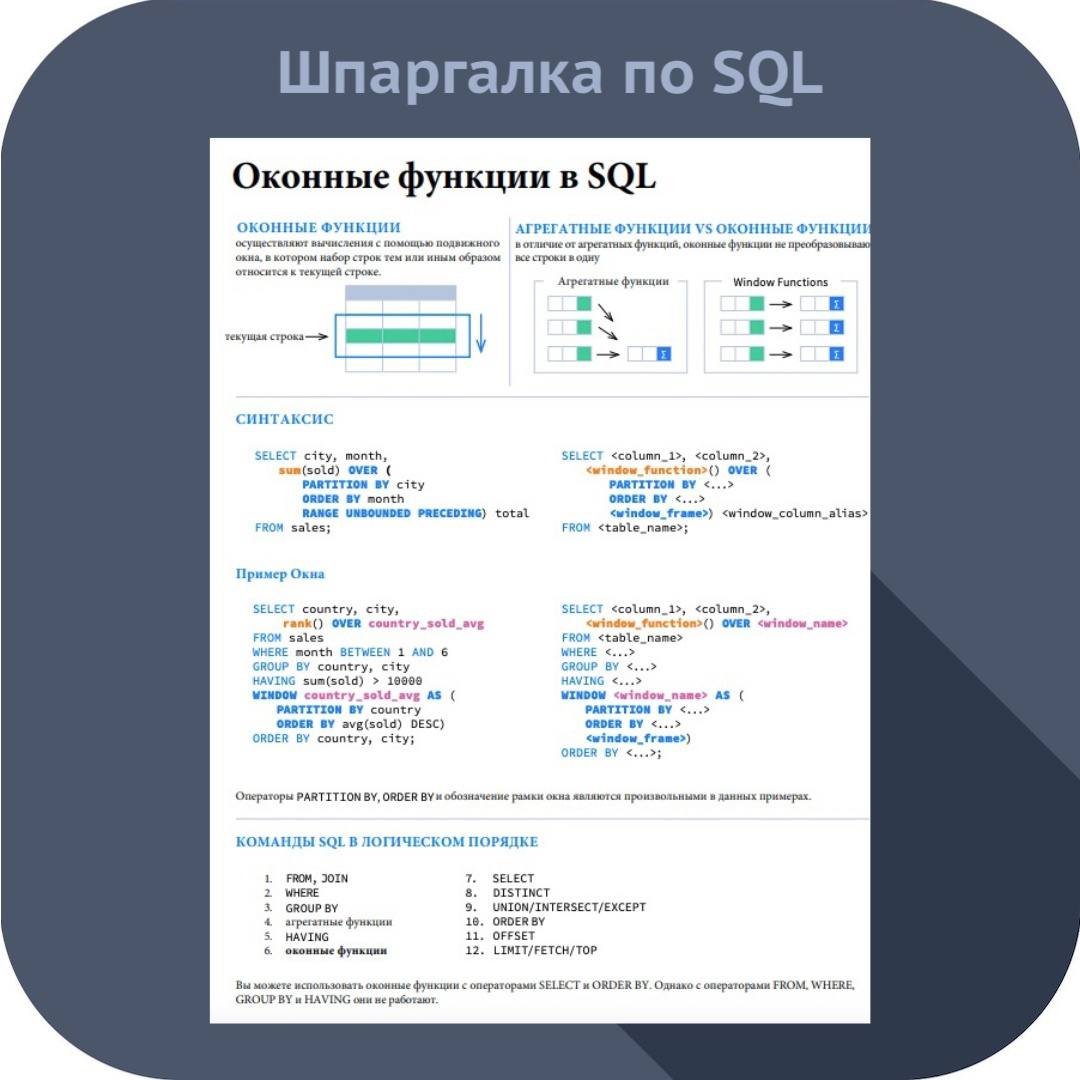 Шпаргалка по SQL
Оконные функции в SQL
ОКОННЫЕ ФУНКЦИИ
осуществляют вычисления с помощью подвижного
окна, в котором набор строк тем или иным образом
относится к текущей строке.
текущая строка
АГРЕГАТНЫЕ ФУНКЦИИ VS ОКОННЫЕ ФУНКЦИИ
в отличие от агрегатных функций, оконные функции не преобразовываю
все строки в одну
Агрегатные функции
Σ
Window Functions
Σ
Σ
Σ
СИНТАКСИС
SELECT city, month,
sum(sold) OVER (
PARTITION BY city
ORDER BY month
RANGE UNBOUNDED PRECEDING) total
FROM sales;
SELECT <column_1>, <column_2>,
<window_function>() OVER (
PARTITION BY <...>
ORDER BY <...>
<window_frame>) <window_column_alias>
FROM <table_name>;
Пример Окна
SELECT country, city,
rank() OVER country_sold_avg
FROM sales
WHERE month BETWEEN 1 AND 6
GROUP BY country, city
HAVING sum(sold) > 10000
WINDOW country_sold_avg AS (
PARTITION BY country
ORDER BY avg(sold) DESC)
ORDER BY country, city;
SELECT <column_1>, <column_2>,
<window_function>() OVER <window_name>
FROM <table_name>
WHERE <...>
GROUP BY <...>
HAVING <...>
WINDOW <window_name> AS (
PARTITION BY <...>
ORDER BY <...>
<window_frame>)
ORDER BY <...>;
Операторы PARTITION BY, ORDER BY и обозначение рамки окна являются произвольными в данных примерах.
КОМАНДЫ SQL В ЛОГИЧЕСКОМ ПОРЯДКЕ
1. FROM, JOIN
2. WHERE
3. GROUP BY
4. агрегатные функции
5. HAVING
6. оконные функции
7. SELECT
8. DISTINCT
9. UNION/INTERSECT/EXCEPT
10. ORDER BY
11. OFFSET
12. LIMIT/FETCH/TOP
Вы можете использовать оконные функции с операторами SELECT и ORDER BY. Однако с операторами FROM, WHERE,
GROUP BY и HAVING они не работают.